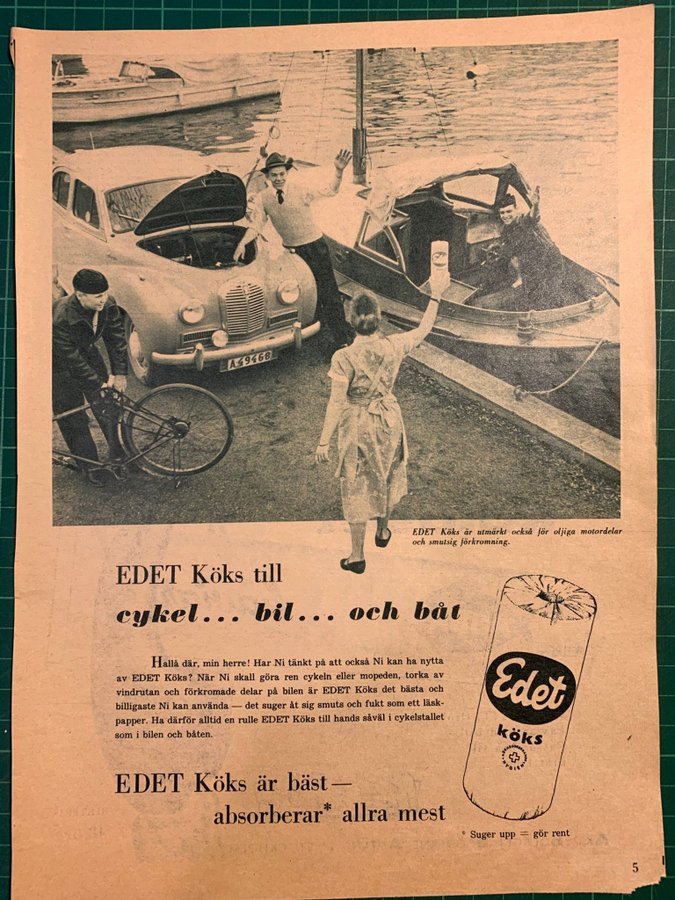 A49468
EDET Köks är utmärkt också för oljiga motordelar
och smutsig förkromning.
EDET Köks till
cykel... bil... och båt
Hallå där, min herre! Har Ni tänkt på att också Ni kan ha nytta
av EDET Köks? När Ni skall göra ren cykeln eller mopeden, torka av
vindrutan och förkromade delar på bilen är EDET Köks det bästa och
billigaste Ni kan använda — det suger åt sig smuts och fukt som ett läsk-
papper. Ha därför alltid en rulle EDET Köks till hands såväl i cykelstallet
som i bilen och båten.
Edet
köks
HYGIEN
EDET Köks är bäst —
absorberar* allra mest
* Suger upp = gör rent
5